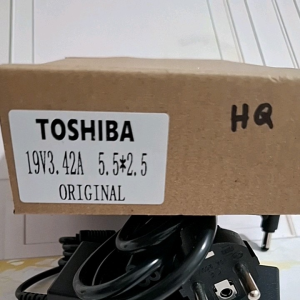 TOSHIBA
19V3.42A 5.5*2.5
ORIGINAL
HQ